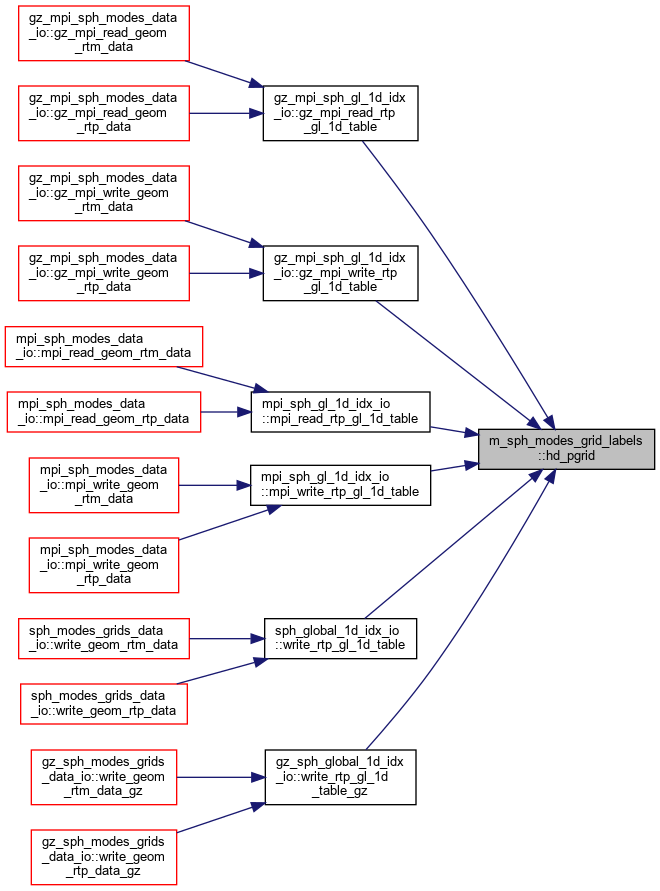 gz_mpi_sph_modes_data
_io::gz_mpi_read_geom
_rtm_data
gz_mpi_sph_modes_data
_io::gz_mpi_read_geom
_rtp_data
gz_mpi_sph_gl_1d_idx
_io::gz_mpi_read_rtp
_gl_1d_table
gz_mpi_sph_modes_data
_io::gz_mpi_write_geom
_rtm_data
gz_mpi_sph_modes_data
_io::gz_mpi_write_geom
_rtp_data
gz_mpi_sph_gl_1d_idx
_io::gz_mpi_write_rtp
_gl_1d_table
mpi_sph_modes_data
_io::mpi_read_geom_rtm_data
mpi_sph_modes_data
_io::mpi_read_geom_rtp_data
mpi_sph_gl_1d_idx_io
::mpi_read_rtp_gl_1d_table
m_sph_modes_grid_labels
::hd_pgrid
mpi_sph_modes_data
_io::mpi_write_geom
_rtm_data
mpi_sph_gl_1d_idx_io
::mpi_write_rtp_gl_1d_table
mpi_sph_modes_data
_io::mpi_write_geom
_rtp_data
sph_modes_grids_data
_io::write_geom_rtm_data
sph_global_1d_idx_io
::write_rtp_gl_1d_table
sph_modes_grids_data
_io::write_geom_rtp_data
gz_sph_modes_grids
_data_io::write_geom
_rtm_data_gz
gz_sph_global_1d_idx
_io::write_rtp_gl_1d
_table_gz
gz_sph_modes_grids
_data_io::write_geom
_rtp_data_gz